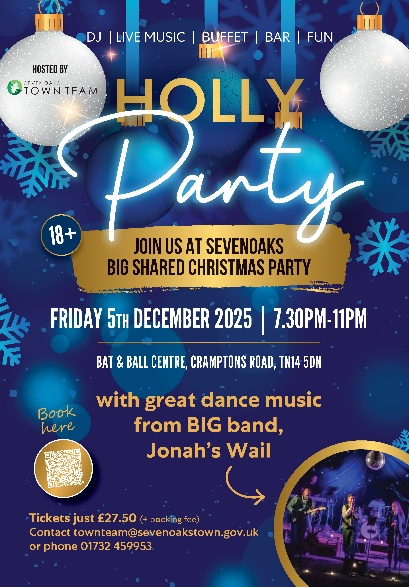 DJ | LIVE MUSIC | BUFFET | BAR | FUN
HOSTED BY
SEVENOAKS
TOWN TEAM
HOLLY
Party
18+
JOIN US AT SEVENOAKS
BIG SHARED CHRISTMAS PARTY
FRIDAY 5TH DECEMBER 2025 | 7.30PM-11PM
BAT & BALL CENTRE, CRAMPTONS ROAD, TN14 5DN
with great dance music
from BIG band,
Jonah's Wail
Book
here
Tickets just £27.50 (+ booking fee)
Contact townteam@sevenoakstown.gov.uk
or phone 01732 459953